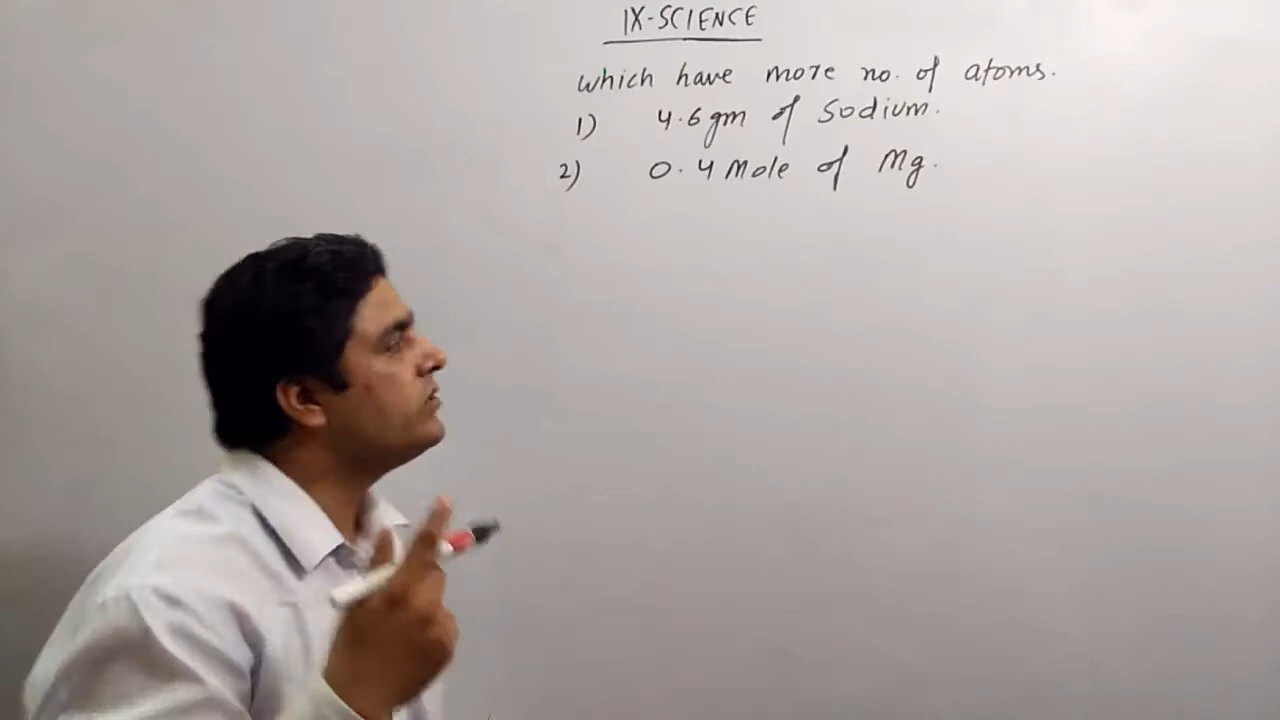 IX-SCIENCE
which have more no. of atoms.
1) 4.6 gm of Sodium.
2) 0.4 Mole of Mg.